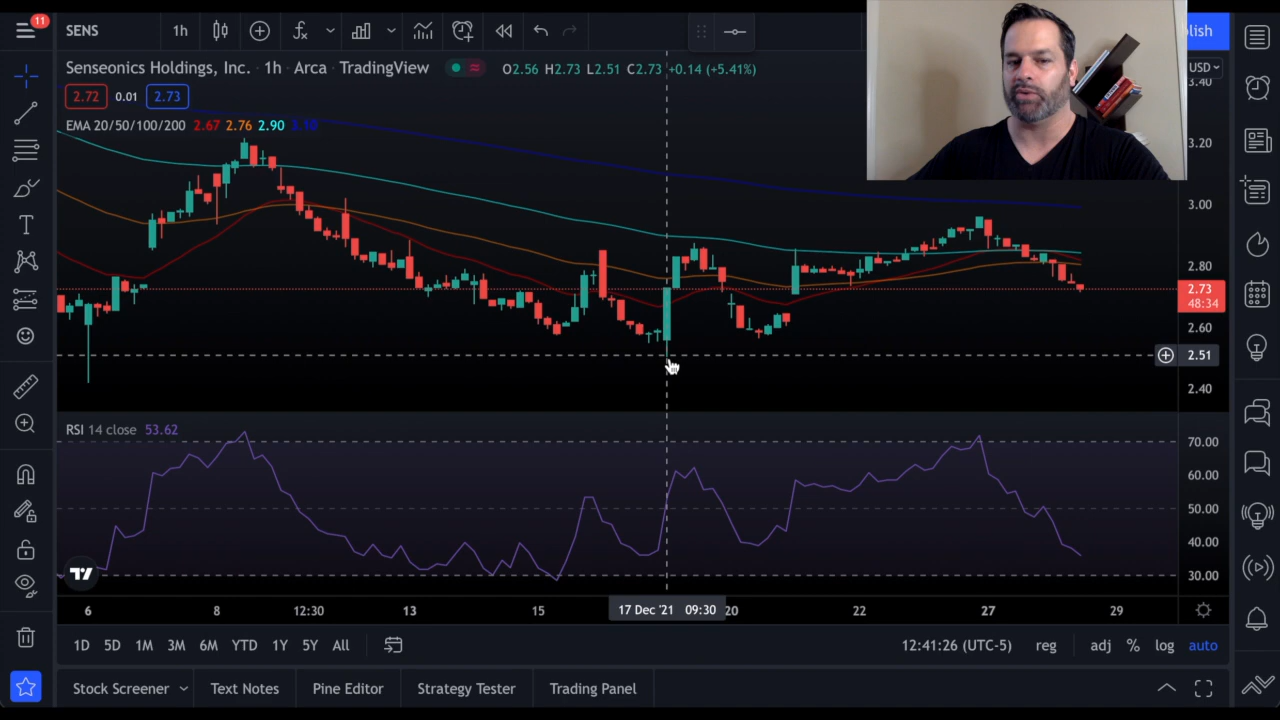 11
SENS
1h
lish
Senseonics Holdings, Inc. · 1h · Arca · TradingView
O2.56 H2.73 L2.51 C2.73 +0.14 (+5.41%)
USD
2.72 0.01 2.73
EMA 20/50/100/200 2.67 2.76 2.90
3.40
3.20
3.00
2.80
2.73
48:34
2.60
2.51
2.40
RSI 14 close 53.62
70.00
60.00
50.00
40.00
30.00
6 8 12:30 13 15 17 Dec '21 09:30 20 22 27 29
1D 5D 1M 3M 6M YTD 1Y 5Y All
12:41:26 (UTC-5) reg adj % log auto
Stock Screener Text Notes Pine Editor Strategy Tester Trading Panel